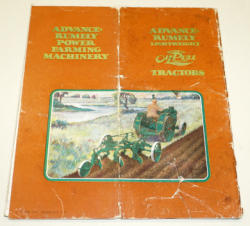 ADVANCE-
RUMELY
POWER
FARMING
MACHINERY
ADVANCE-
RUMELY
LIGHTWEIGHT
OilPull
TRACTORS